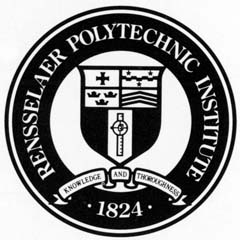 RENSSELAER POLYTECHNIC INSTITUTE
KNOWLEDGE AND THOROUGHNESS
· 1824 ·